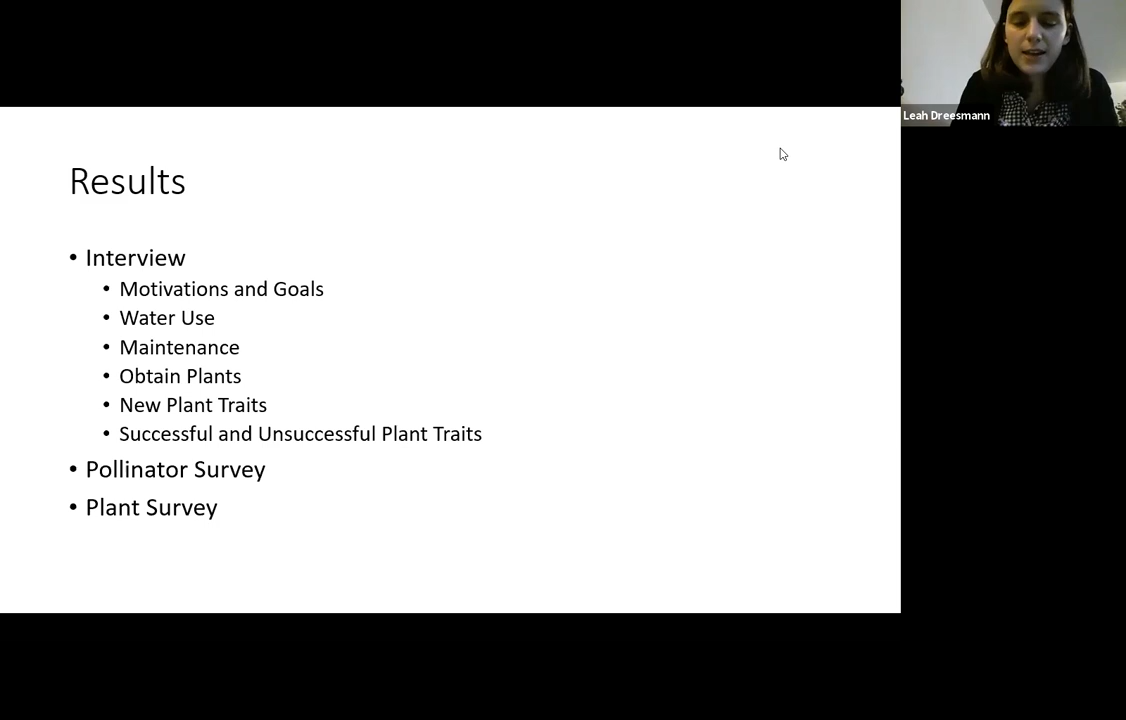 Leah Dreesmann
Results
• Interview
• Motivations and Goals
• Water Use
• Maintenance
• Obtain Plants
• New Plant Traits
• Successful and Unsuccessful Plant Traits
• Pollinator Survey
• Plant Survey